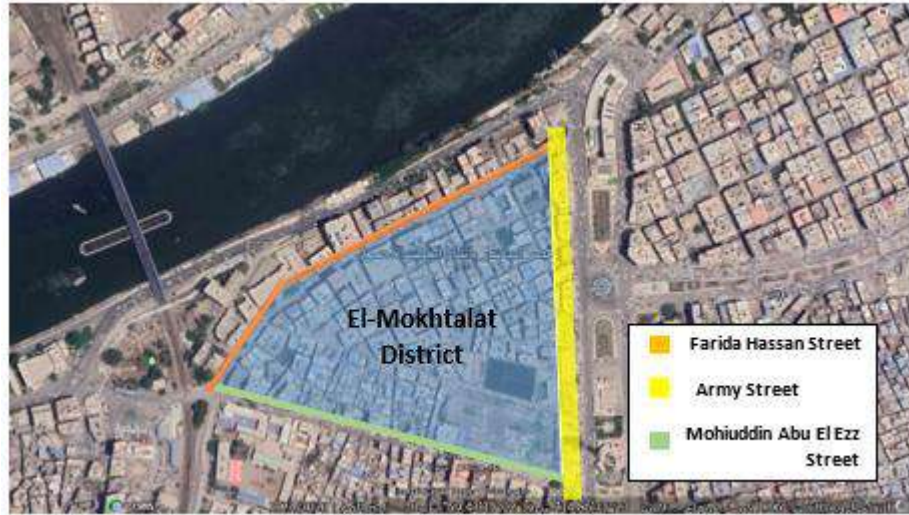 El-Mokhtalat
District
Farida Hassan Street
Army Street
Mohiuddin Abu El Ezz
Street